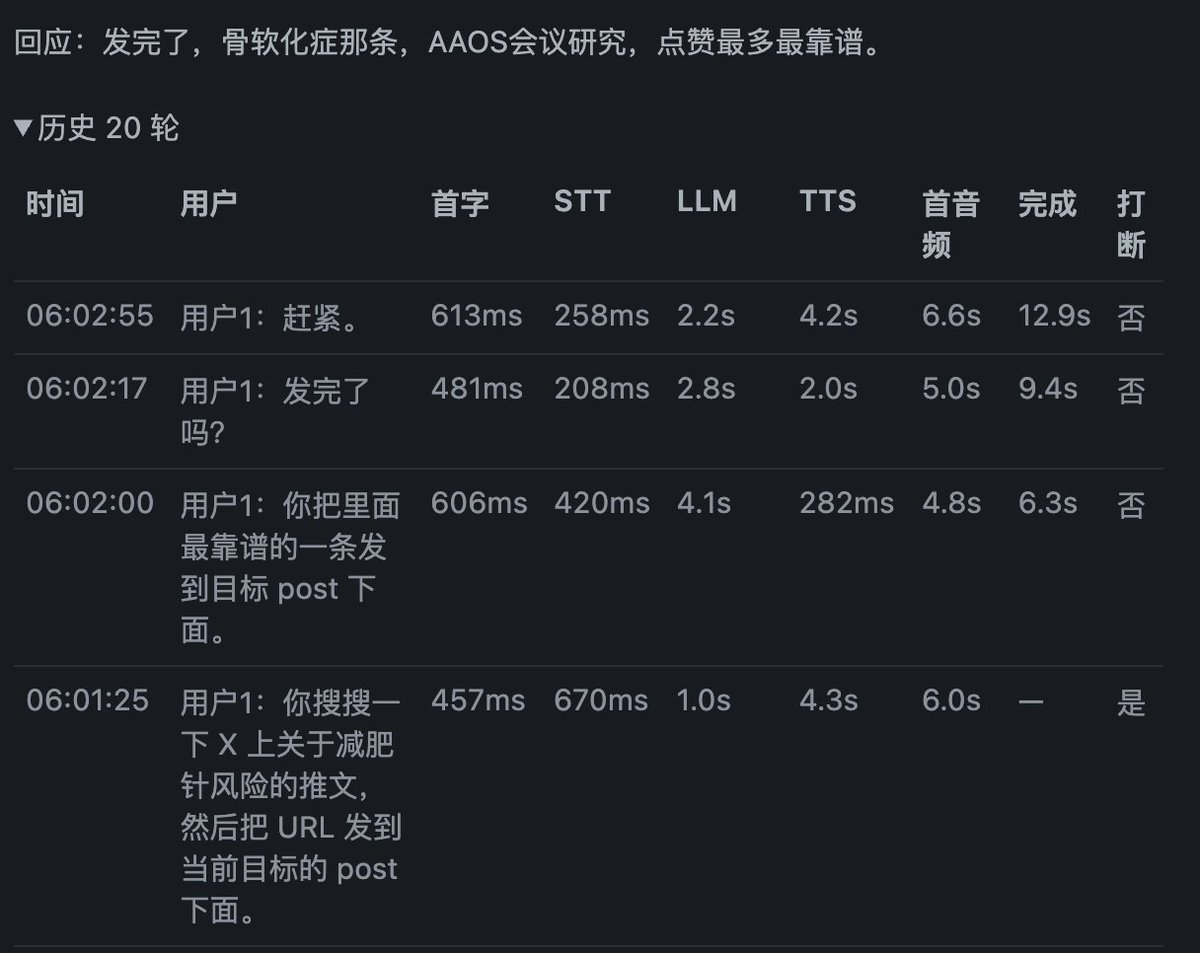 回应：发完了，骨软化症那条，AAOS会议研究，点赞最多最靠谱。
▼历史 20 轮
时间 用户 首字 STT LLM TTS 首音频 完成 打断
06:02:55 用户1：赶紧。 613ms 258ms 2.2s 4.2s 6.6s 12.9s 否
06:02:17 用户1：发完了 481ms 208ms 2.8s 2.0s 5.0s 9.4s 否
吗？
06:02:00 用户1：你把里面 606ms 420ms 4.1s 282ms 4.8s 6.3s 否
最靠谱的一条发
到目标 post 下
面。
06:01:25 用户1：你搜搜一 457ms 670ms 1.0s 4.3s 6.0s — 是
下 X 上关于减肥
针风险的推文，
然后把 URL 发到
当前目标的 post
下面。